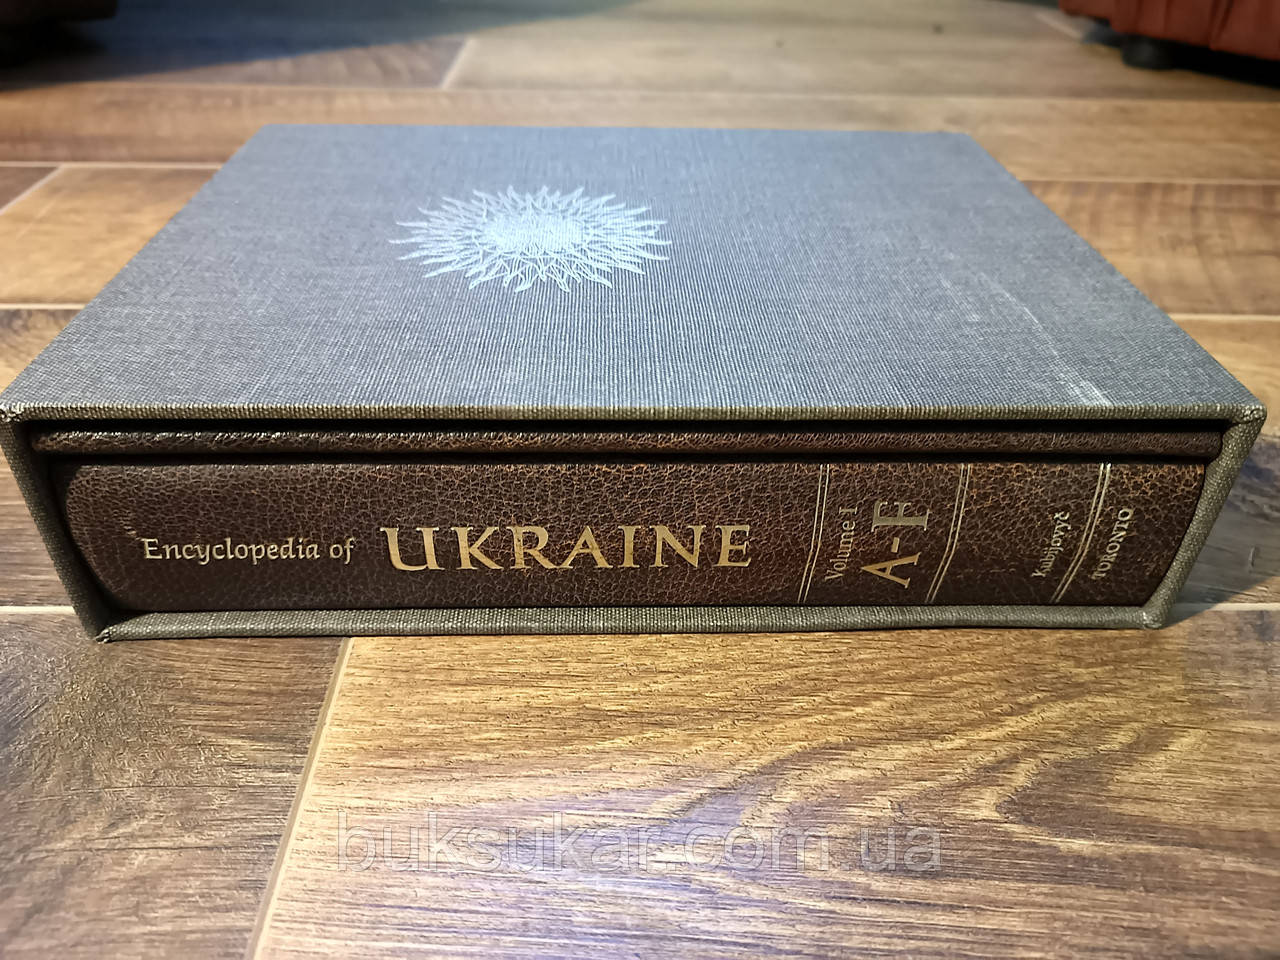 Encyclopedia of UKRAINE
Volume I
A-F
Kubijovyč
TORONTO
buksukar.com.ua